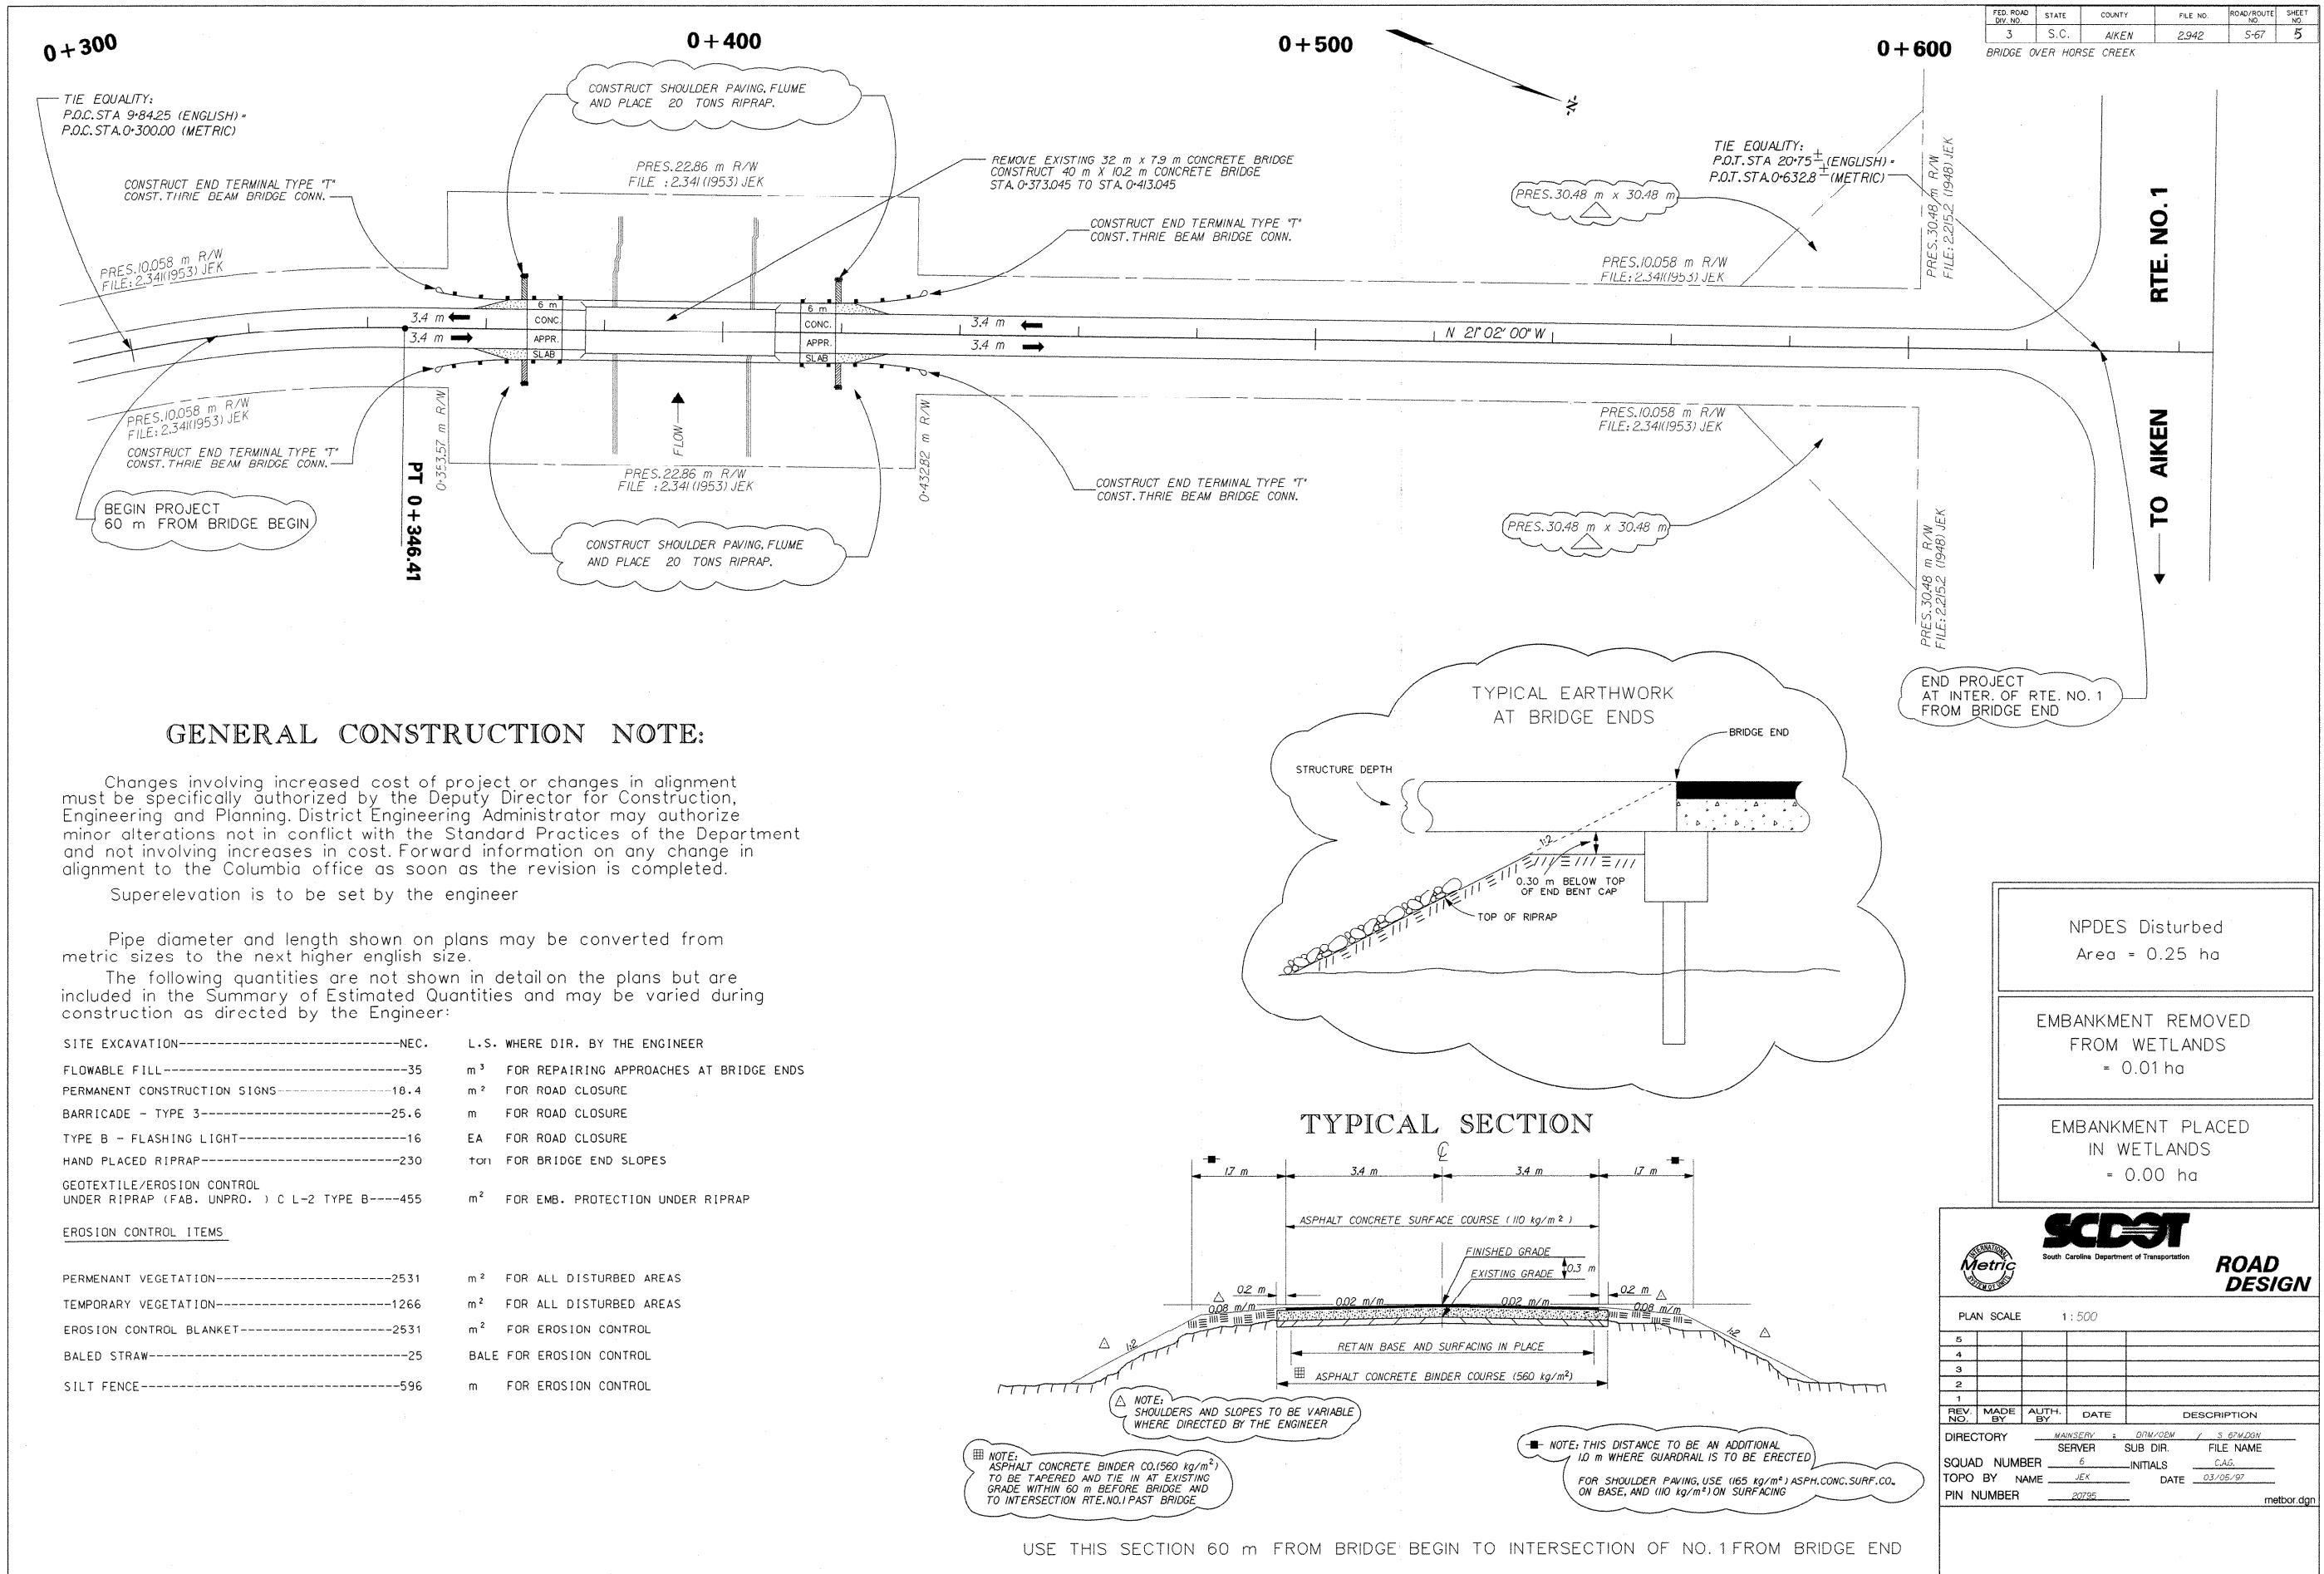 FED. ROAD DIV. NO. STATE COUNTY FILE NO. ROAD/ROUTE NO. SHEET NO.
3 S.C. AIKEN 2.942 S-67 5
BRIDGE OVER HORSE CREEK
0+300
0+400
0+500
0+600
TIE EQUALITY:
P.O.C. STA 9+84.25 (ENGLISH) =
P.O.C. STA. 0+300.00 (METRIC)
CONSTRUCT SHOULDER PAVING, FLUME
AND PLACE 20 TONS RIPRAP.
-N-
PRES. 22.86 m R/W
FILE : 2.341 (1953) JEK
REMOVE EXISTING 32 m x 7.9 m CONCRETE BRIDGE
CONSTRUCT 40 m X 10.2 m CONCRETE BRIDGE
STA. 0+373.045 TO STA. 0+413.045
TIE EQUALITY:
P.O.T. STA 20+75 ± (ENGLISH) =
P.O.T. STA. 0+632.8 ± (METRIC)
CONSTRUCT END TERMINAL TYPE "T"
CONST. THRIE BEAM BRIDGE CONN.
PRES. 30.48 m x 30.48 m
PRES. 30.48 m R/W
FILE: 2.215.2 (1948) JEK
RTE. NO. 1
CONSTRUCT END TERMINAL TYPE "T"
CONST. THRIE BEAM BRIDGE CONN.
PRES. 10.058 m R/W
FILE: 2.341(1953) JEK
PRES. 10.058 m R/W
FILE: 2.341(1953) JEK
3.4 m
3.4 m
6 m
CONC.
APPR.
SLAB
6 m
CONC.
APPR.
SLAB
3.4 m
3.4 m
N 21° 02' 00" W
PRES. 10.058 m R/W
FILE: 2.341(1953) JEK
CONSTRUCT END TERMINAL TYPE "T"
CONST. THRIE BEAM BRIDGE CONN.
PT 0+346.41
0+353.57 m R/W
FLOW
0+432.82 m R/W
PRES. 22.86 m R/W
FILE : 2.341 (1953) JEK
CONSTRUCT END TERMINAL TYPE "T"
CONST. THRIE BEAM BRIDGE CONN.
PRES. 10.058 m R/W
FILE: 2.341(1953) JEK
PRES. 30.48 m x 30.48 m
PRES. 30.48 m R/W
FILE: 2.215.2 (1948) JEK
TO AIKEN
BEGIN PROJECT
60 m FROM BRIDGE BEGIN
CONSTRUCT SHOULDER PAVING, FLUME
AND PLACE 20 TONS RIPRAP.
END PROJECT
AT INTER. OF RTE. NO. 1
FROM BRIDGE END
GENERAL CONSTRUCTION NOTE:
Changes involving increased cost of project or changes in alignment
must be specifically authorized by the Deputy Director for Construction,
Engineering and Planning. District Engineering Administrator may authorize
minor alterations not in conflict with the Standard Practices of the Department
and not involving increases in cost. Forward information on any change in
alignment to the Columbia office as soon as the revision is completed.
Superelevation is to be set by the engineer
Pipe diameter and length shown on plans may be converted from
metric sizes to the next higher english size.
The following quantities are not shown in detail on the plans but are
included in the Summary of Estimated Quantities and may be varied during
construction as directed by the Engineer:
SITE EXCAVATION----NEC. L.S. WHERE DIR. BY THE ENGINEER
FLOWABLE FILL----35 m³ FOR REPAIRING APPROACHES AT BRIDGE ENDS
PERMANENT CONSTRUCTION SIGNS----18.4 m² FOR ROAD CLOSURE
BARRICADE - TYPE 3----25.6 m FOR ROAD CLOSURE
TYPE B - FLASHING LIGHT----16 EA FOR ROAD CLOSURE
HAND PLACED RIPRAP----230 ton FOR BRIDGE END SLOPES
GEOTEXTILE/EROSION CONTROL
UNDER RIPRAP (FAB. UNPRO. ) C L-2 TYPE B----455 m² FOR EMB. PROTECTION UNDER RIPRAP
EROSION CONTROL ITEMS
PERMENANT VEGETATION----2531 m² FOR ALL DISTURBED AREAS
TEMPORARY VEGETATION----1266 m² FOR ALL DISTURBED AREAS
EROSION CONTROL BLANKET----2531 m² FOR EROSION CONTROL
BALED STRAW----25 BALE FOR EROSION CONTROL
SILT FENCE----596 m FOR EROSION CONTROL
TYPICAL EARTHWORK
AT BRIDGE ENDS
BRIDGE END
STRUCTURE DEPTH
1:2
0.30 m BELOW TOP
OF END BENT CAP
TOP OF RIPRAP
TYPICAL SECTION
℄
1.7 m 3.4 m 3.4 m 1.7 m
ASPHALT CONCRETE SURFACE COURSE (110 kg/m²)
FINISHED GRADE
EXISTING GRADE 0.3 m
0.2 m 0.2 m
0.08 m/m 0.02 m/m 0.02 m/m 0.08 m/m
1:2 1:2
RETAIN BASE AND SURFACING IN PLACE
ASPHALT CONCRETE BINDER COURSE (560 kg/m²)
NOTE:
SHOULDERS AND SLOPES TO BE VARIABLE
WHERE DIRECTED BY THE ENGINEER
NOTE:
ASPHALT CONCRETE BINDER CO.(560 kg/m²)
TO BE TAPERED AND TIE IN AT EXISTING
GRADE WITHIN 60 m BEFORE BRIDGE AND
TO INTERSECTION RTE. NO. 1 PAST BRIDGE
NOTE: THIS DISTANCE TO BE AN ADDITIONAL
1.0 m WHERE GUARDRAIL IS TO BE ERECTED
FOR SHOULDER PAVING, USE (165 kg/m²) ASPH. CONC. SURF. CO.,
ON BASE, AND (110 kg/m²) ON SURFACING
USE THIS SECTION 60 m FROM BRIDGE BEGIN TO INTERSECTION OF NO. 1 FROM BRIDGE END
NPDES Disturbed
Area = 0.25 ha
EMBANKMENT REMOVED
FROM WETLANDS
= 0.01 ha
EMBANKMENT PLACED
IN WETLANDS
= 0.00 ha
SCDOT
South Carolina Department of Transportation
INTERNATIONAL
Metric
SYSTEM OF UNITS
ROAD
DESIGN
PLAN SCALE 1 : 500
5
4
3
2
1
REV. NO. MADE BY AUTH. BY DATE DESCRIPTION
DIRECTORY MAINSERV : DRM/ODM / S_67M.DGN
SERVER SUB DIR. FILE NAME
SQUAD NUMBER 6 INITIALS C.A.G.
TOPO BY NAME JEK DATE 03/05/97
PIN NUMBER 20795
metbor.dgn